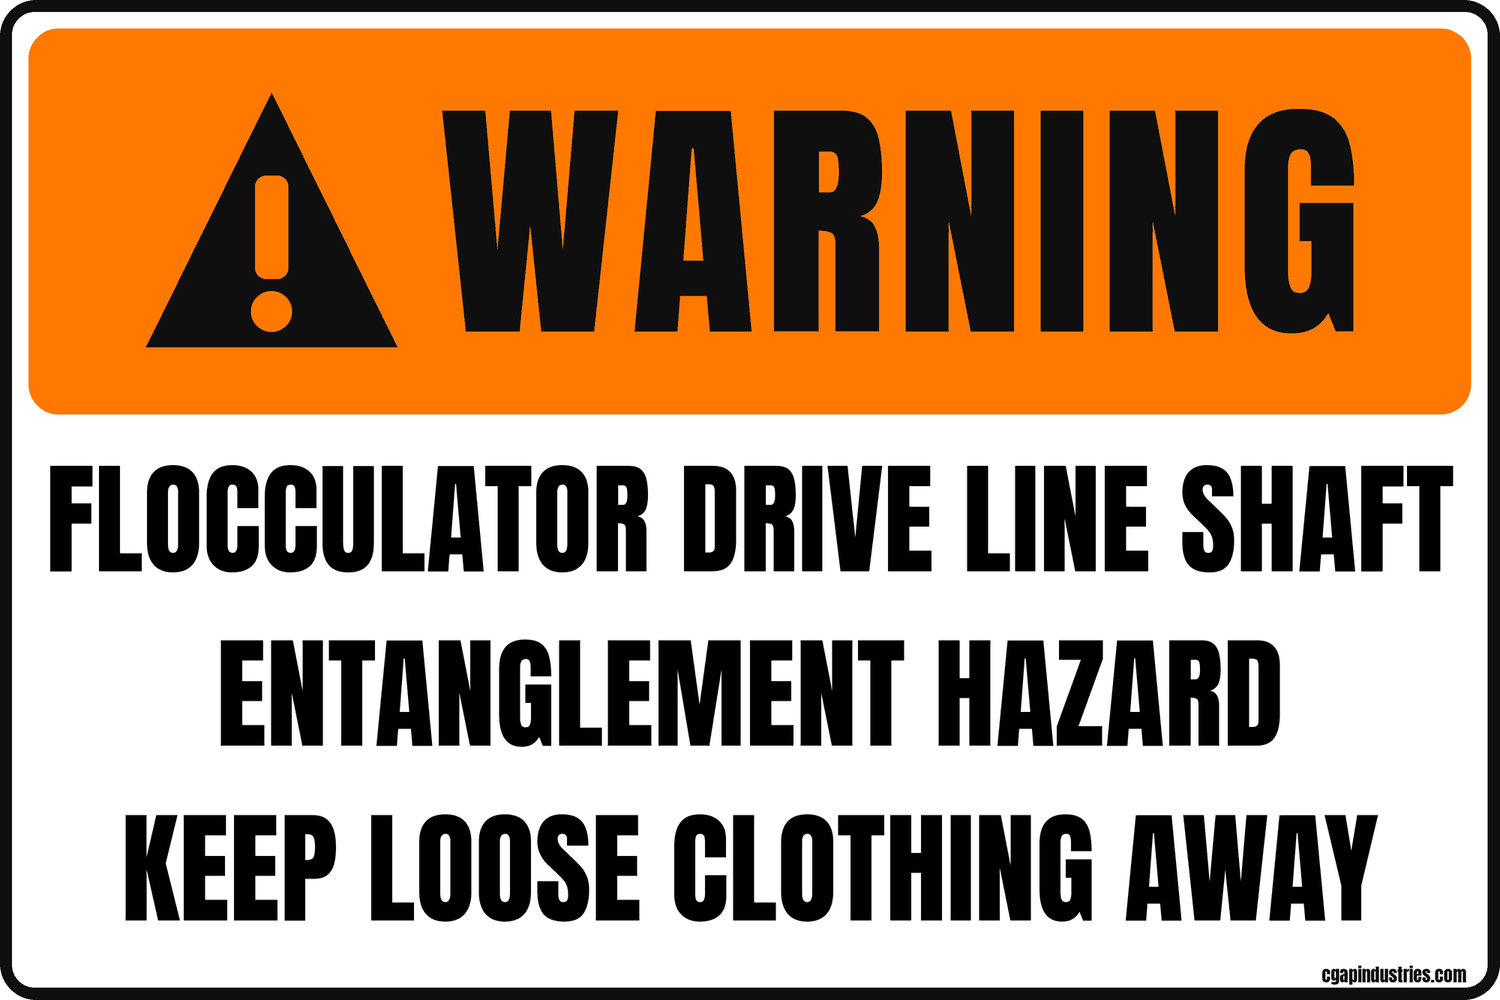 WARNING
FLOCCULATOR DRIVE LINE SHAFT
ENTANGLEMENT HAZARD
KEEP LOOSE CLOTHING AWAY
cgapindustries.com